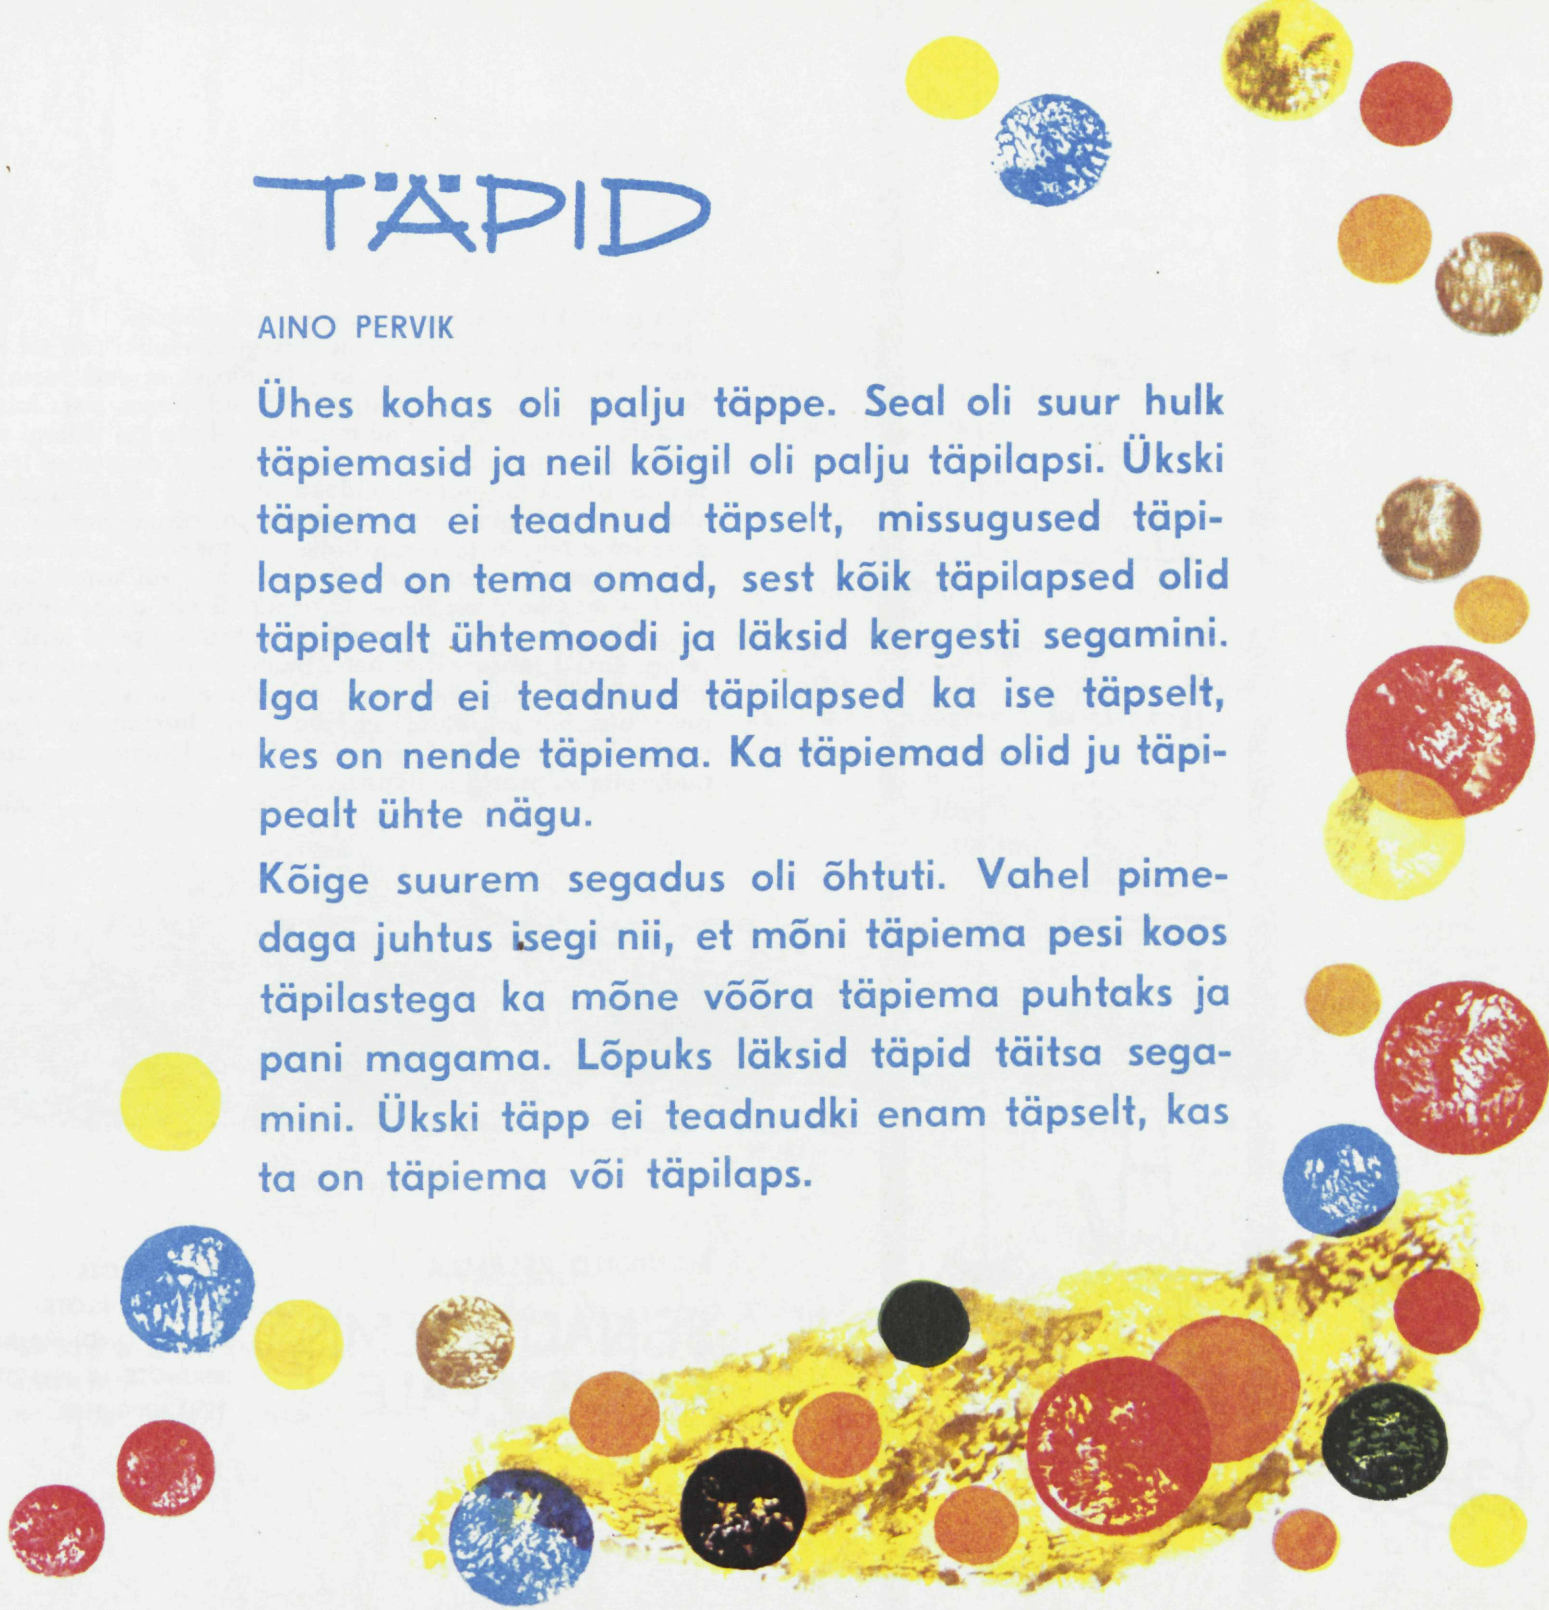 TÄPID
AINO PERVIK
Ühes kohas oli palju täppe. Seal oli suur hulk
täpiemasid ja neil kõigil oli palju täpilapsi. Ükski
täpiema ei teadnud täpselt, missugused täpi-
lapsed on tema omad, sest kõik täpilapsed olid
täpipealt ühtemoodi ja läksid kergesti segamini.
Iga kord ei teadnud täpilapsed ka ise täpselt,
kes on nende täpiema. Ka täpiemad olid ju täpi-
pealt ühte nägu.
Kõige suurem segadus oli õhtuti. Vahel pime-
daga juhtus isegi nii, et mõni täpiema pesi koos
täpilastega ka mõne võõra täpiema puhtaks ja
pani magama. Lõpuks läksid täpid täitsa sega-
mini. Ükski täpp ei teadnudki enam täpselt, kas
ta on täpiema või täpilaps.